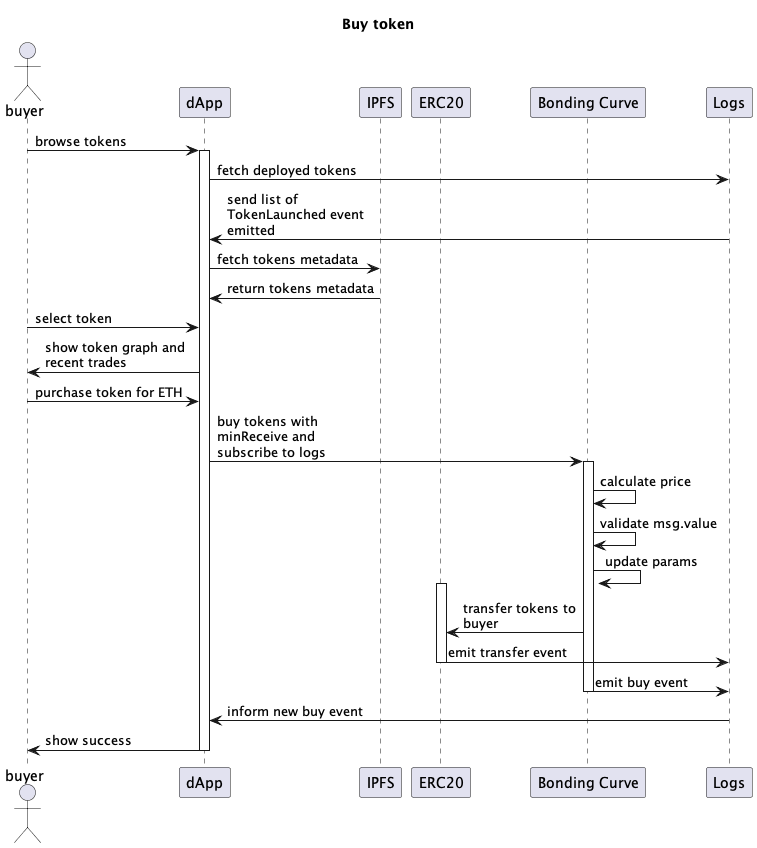 Buy token
buyer
dApp
IPFS
ERC20
Bonding Curve
Logs
browse tokens
fetch deployed tokens
send list of
TokenLaunched event
emitted
fetch tokens metadata
return tokens metadata
select token
show token graph and
recent trades
purchase token for ETH
buy tokens with
minReceive and
subscribe to logs
calculate price
validate msg.value
update params
transfer tokens to
buyer
emit transfer event
emit buy event
inform new buy event
show success
buyer
dApp
IPFS
ERC20
Bonding Curve
Logs